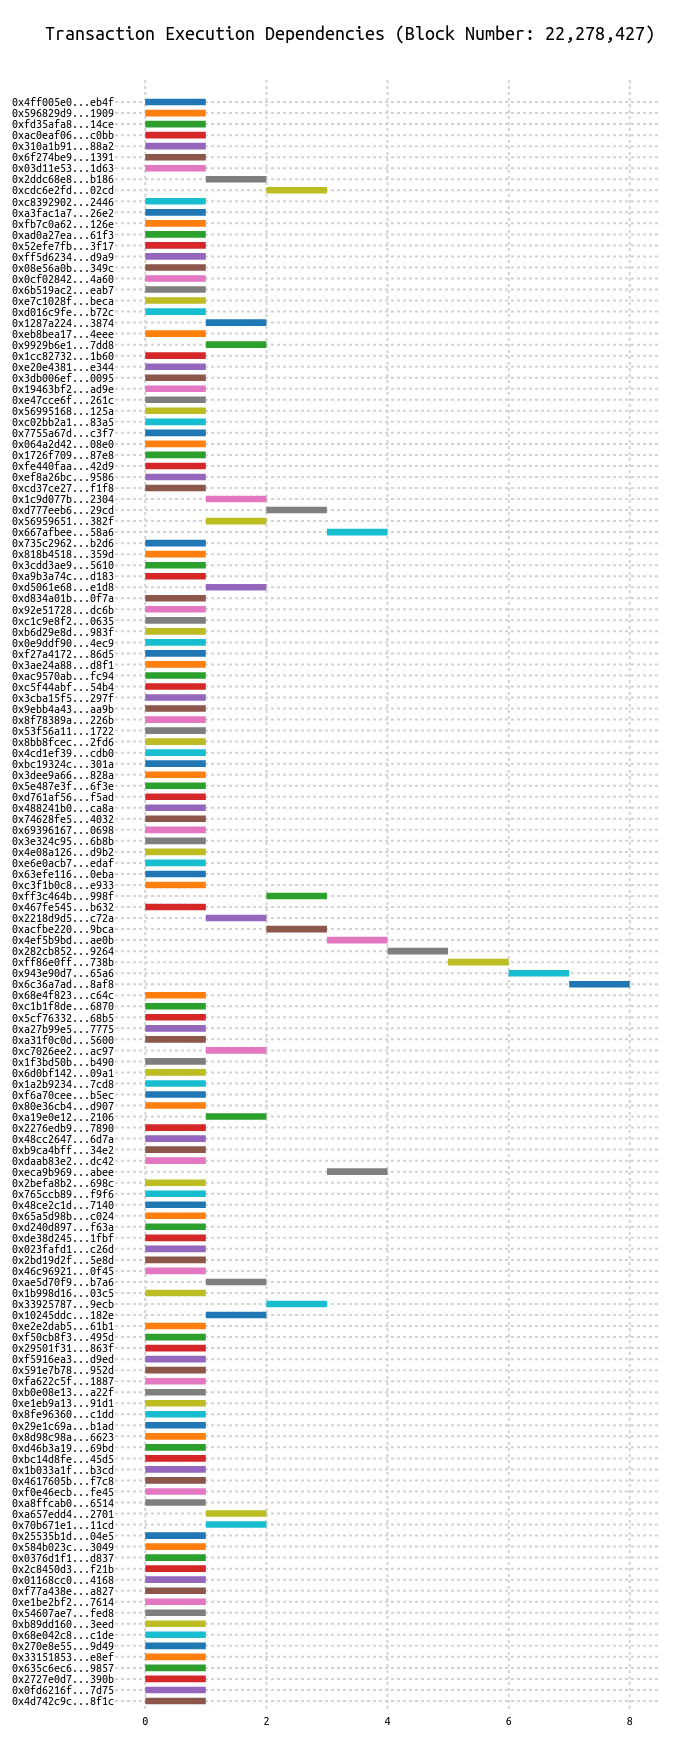 Transaction Execution Dependencies (Block Number: 22,278,427)
0x4ff005e0...eb4f
0x596829d9...1909
0xfd35afa8...14ce
0xac0eaf06...c0bb
0x310a1b91...88a2
0x6f274be9...1391
0x03d11e53...1d63
0x2ddc68e8...b186
0xcdc6e2fd...02cd
0xc8392902...2446
0xa3fac1a7...26e2
0xfb7c0a62...126e
0xad0a27ea...61f3
0x52efe7fb...3f17
0xff5d6234...d9a9
0x08e56a0b...349c
0x0cf02842...4a60
0x6b519ac2...eab7
0xe7c1028f...beca
0xd016c9fe...b72c
0x1287a224...3874
0xeb8bea17...4eee
0x9929b6e1...7dd8
0x1cc82732...1b60
0xe20e4381...e344
0x3db006ef...0095
0x19463bf2...ad9e
0xe47cce6f...261c
0x56995168...125a
0xc02bb2a1...83a5
0x7755a67d...c3f7
0x064a2d42...08e0
0x1726f709...87e8
0xfe440faa...42d9
0xef8a26bc...9586
0xcd37ce27...f1f8
0x1c9d077b...2304
0xd777eeb6...29cd
0x56959651...382f
0x667afbee...58a6
0x735c2962...b2d6
0x818b4518...359d
0x3cdd3ae9...5610
0xa9b3a74c...d183
0xd5061e68...e1d8
0xd834a01b...0f7a
0x92e51728...dc6b
0xc1c9e8f2...0635
0xb6d29e8d...983f
0x0e9ddf90...4ec9
0xf27a4172...86d5
0x3ae24a88...d8f1
0xac9570ab...fc94
0xc5f44abf...54b4
0x3cba15f5...297f
0x9ebb4a43...aa9b
0x8f78389a...226b
0x53f56a11...1722
0x8bb8fcec...2fd6
0x4cd1ef39...cdb0
0xbc19324c...301a
0x3dee9a66...828a
0x5e487e3f...6f3e
0xd761af56...f5ad
0x488241b0...ca8a
0x74628fe5...4032
0x69396167...0698
0x3e324c95...6b8b
0x4e08a126...d9b2
0xe6e0acb7...edaf
0x63efe116...0eba
0xc3f1b0c8...e933
0xff3c464b...998f
0x467fe545...b632
0x2218d9d5...c72a
0xacfbe220...9bca
0x4ef5b9bd...ae0b
0x282cb852...9264
0xff86e0ff...738b
0x943e90d7...65a6
0x6c36a7ad...8af8
0x68e4f823...c64c
0xc1b1f8de...6870
0x5cf76332...68b5
0xa27b99e5...7775
0xa31f0c0d...5600
0xc7026ee2...ac97
0x1f3bd50b...b490
0x6d0bf142...09a1
0x1a2b9234...7cd8
0xf6a70cee...b5ec
0x80e36cb4...d907
0xa19e0e12...2106
0x2276edb9...7890
0x48cc2647...6d7a
0xb9ca4bff...34e2
0xdaab83e2...dc42
0xeca9b969...abee
0x2befa8b2...698c
0x765ccb89...f9f6
0x48ce2c1d...7140
0x65a5d98b...c024
0xd240d897...f63a
0xde38d245...1fbf
0x023fafd1...c26d
0x2bd19d2f...5e8d
0x46c96921...0f45
0xae5d70f9...b7a6
0x1b998d16...03c5
0x33925787...9ecb
0x10245ddc...182e
0xe2e2dab5...61b1
0xf50cb8f3...495d
0x29501f31...863f
0xf5916ea3...d9ed
0x591e7b78...952d
0xfa622c5f...1887
0xb0e08e13...a22f
0xe1eb9a13...91d1
0x8fe96360...c1dd
0x29e1c69a...b1ad
0x8d98c98a...6623
0xd46b3a19...69bd
0xbc14d8fe...45d5
0x1b033a1f...b3cd
0x4617605b...f7c8
0xf0e46ecb...fe45
0xa8ffcab0...6514
0xa657edd4...2701
0x70b671e1...11cd
0x25535b1d...04e5
0x584b023c...3049
0x0376d1f1...d837
0x2c8450d3...f21b
0x01168cc0...4168
0xf77a438e...a827
0xe1be2bf2...7614
0x54607ae7...fed8
0xb89dd160...3eed
0x68e042c8...c1de
0x270e8e55...9d49
0x33151853...e8ef
0x635c6ec6...9857
0x2727e0d7...390b
0x0fd6216f...7d75
0x4d742c9c...8f1c
0 2 4 6 8